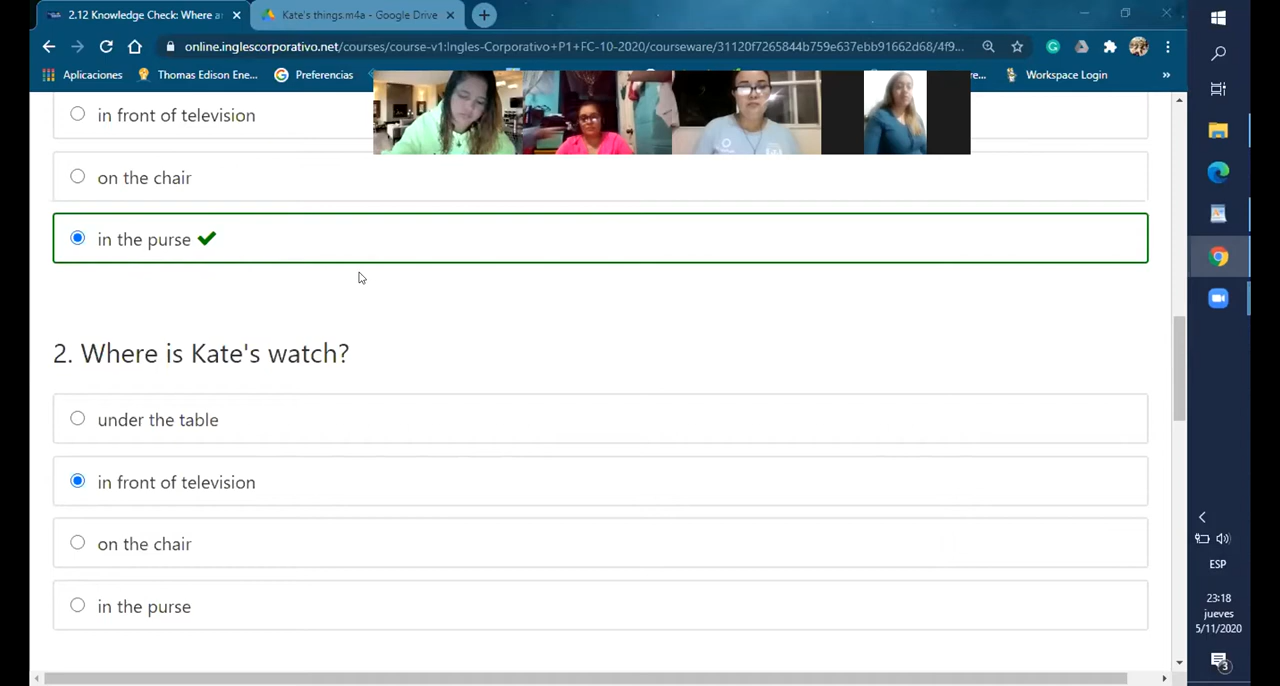 2.12 Knowledge Check: Where a
Kate's things.m4a - Google Drive
online.inglescorporativo.net/courses/course-v1:Ingles-Corporativo+P1+FC-10-2020/courseware/31120f7265844b759e637ebb91662d68/4f9...
Aplicaciones
Thomas Edison Ene...
Preferencias
e...
Workspace Login
»
in front of television
on the chair
in the purse
2. Where is Kate's watch?
under the table
in front of television
on the chair
in the purse
ESP
23:18
jueves
5/11/2020
3